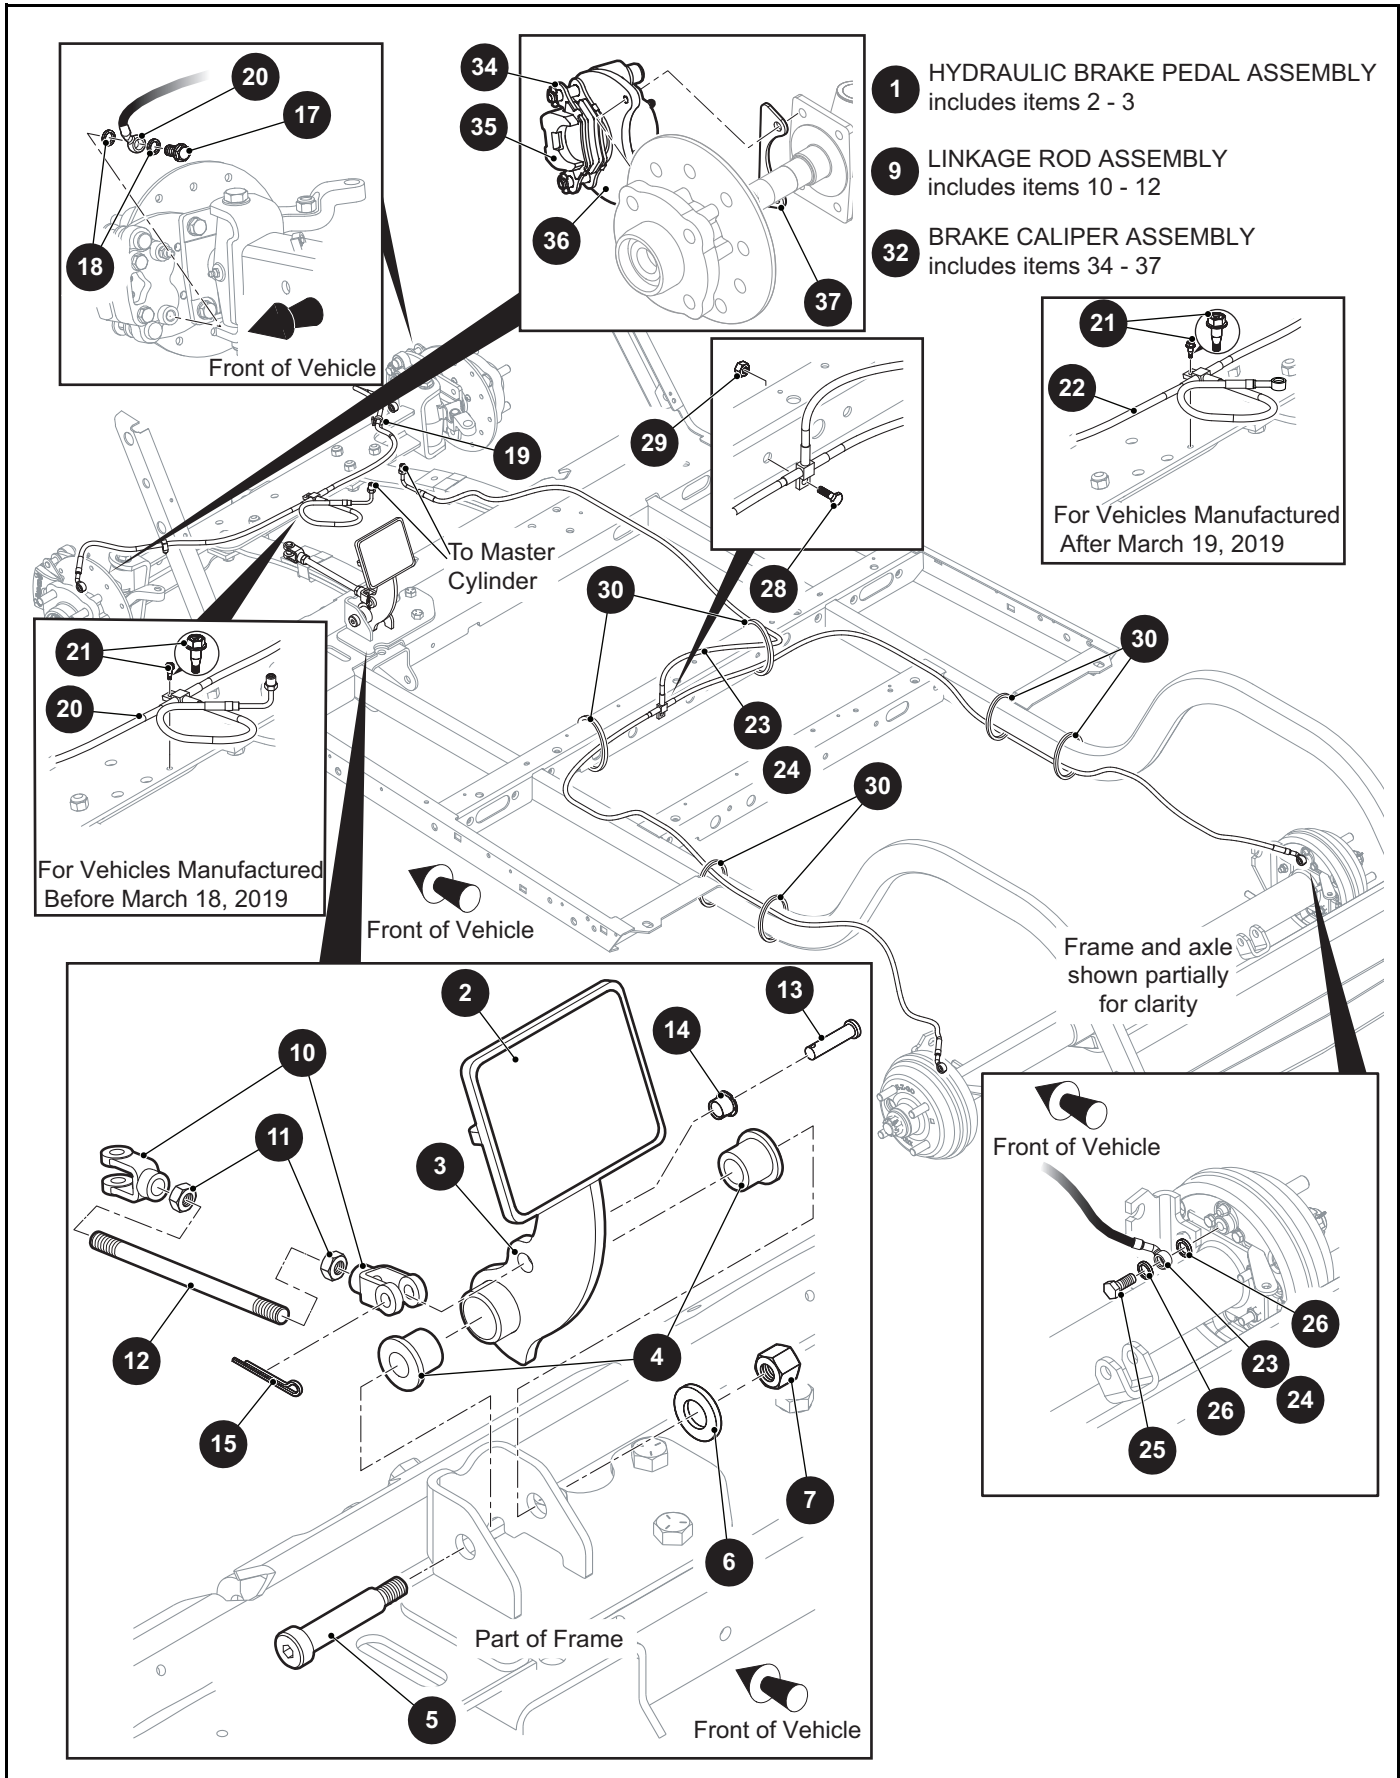 20
17
18
Front of Vehicle
34
35
36
37
1 HYDRAULIC BRAKE PEDAL ASSEMBLY
includes items 2 - 3
9 LINKAGE ROD ASSEMBLY
includes items 10 - 12
32 BRAKE CALIPER ASSEMBLY
includes items 34 - 37
21
22
For Vehicles Manufactured
After March 19, 2019
29
28
19
To Master
Cylinder
30
30
23
24
30
21
20
For Vehicles Manufactured
Before March 18, 2019
Front of Vehicle
Frame and axle
shown partially
for clarity
2
13
14
10
11
3
12
15
4
7
6
5
Part of Frame
Front of Vehicle
Front of Vehicle
26
23
24
26
25